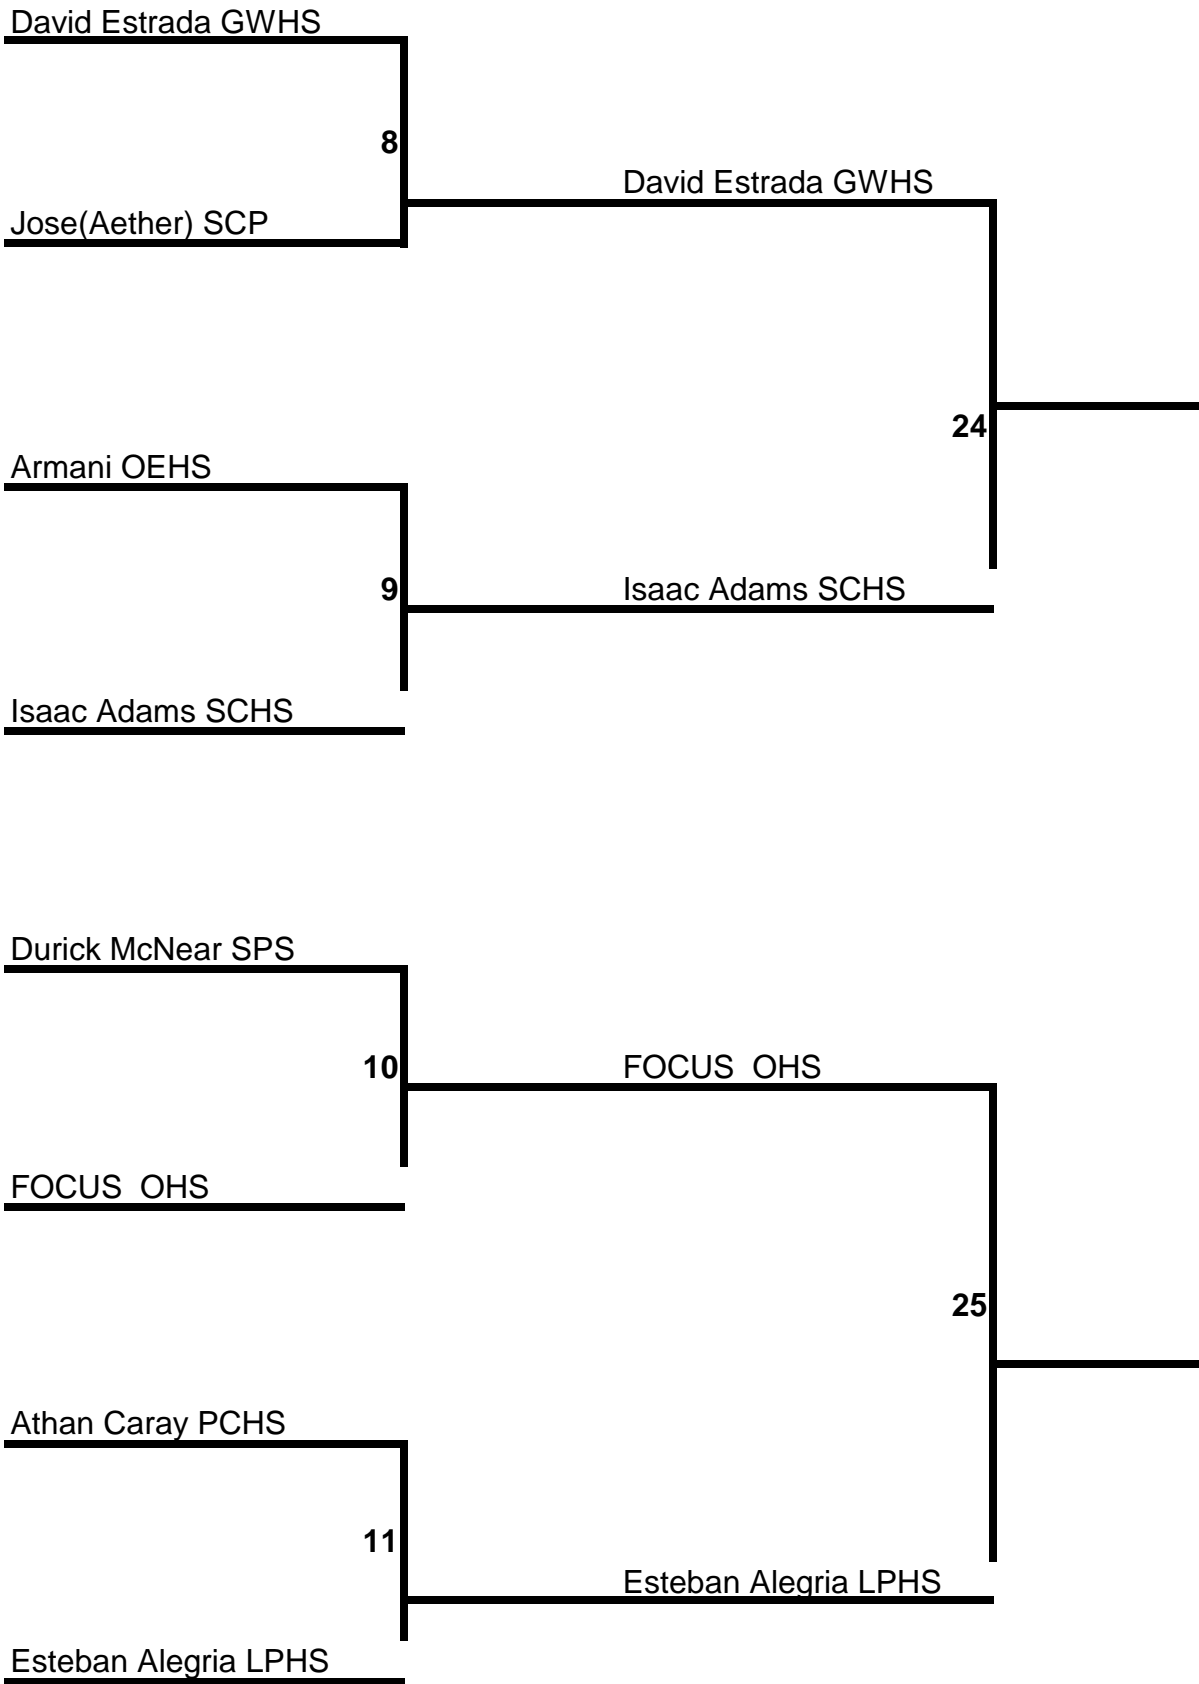 David Estrada GWHS
8
David Estrada GWHS
Jose(Aether) SCP
24
Armani OEHS
9
Isaac Adams SCHS
Isaac Adams SCHS
Durick McNear SPS
10
FOCUS  OHS
FOCUS  OHS
25
Athan Caray PCHS
11
Esteban Alegria LPHS
Esteban Alegria LPHS